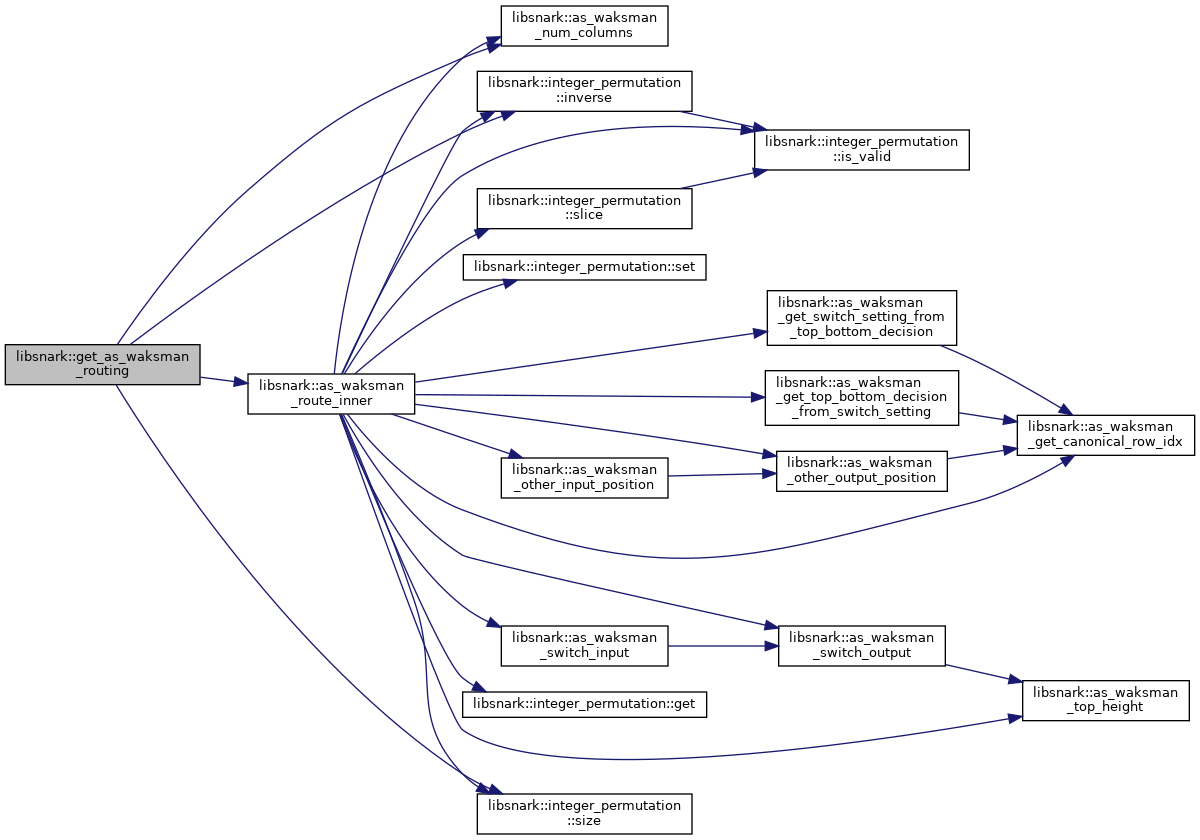 libsnark::get_as_waksman
_routing
libsnark::as_waksman
_route_inner
libsnark::as_waksman
_num_columns
libsnark::integer_permutation
::inverse
libsnark::integer_permutation
::is_valid
libsnark::integer_permutation
::slice
libsnark::integer_permutation::set
libsnark::as_waksman
_get_switch_setting_from
_top_bottom_decision
libsnark::as_waksman
_get_top_bottom_decision
_from_switch_setting
libsnark::as_waksman
_get_canonical_row_idx
libsnark::as_waksman
_other_input_position
libsnark::as_waksman
_other_output_position
libsnark::as_waksman
_switch_input
libsnark::as_waksman
_switch_output
libsnark::as_waksman
_top_height
libsnark::integer_permutation::get
libsnark::integer_permutation
::size